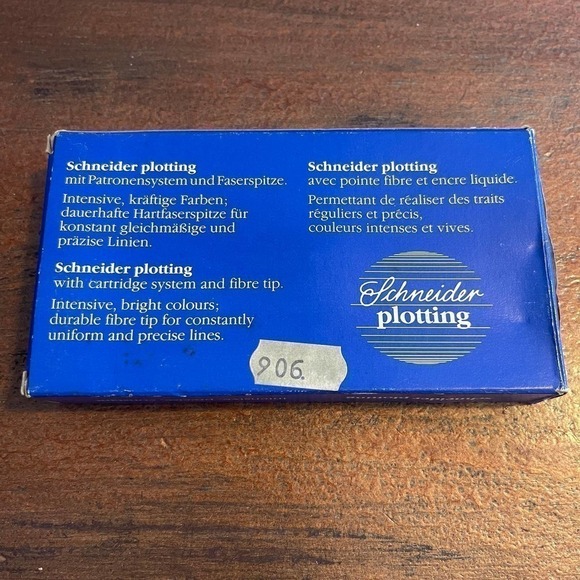 Schneider plotting
mit Patronensystem und Faserspitze.
Intensive, kräftige Farben;
dauerhafte Hartfaserspitze für
konstant gleichmäßige und
präzise Linien.
Schneider plotting
with cartridge system and fibre tip.
Intensive, bright colours;
durable fibre tip for constantly
uniform and precise lines.
Schneider plotting
avec pointe fibre et encre liquide.
Permettant de réaliser des traits
réguliers et précis,
couleurs intenses et vives.
Schneider
plotting
906.